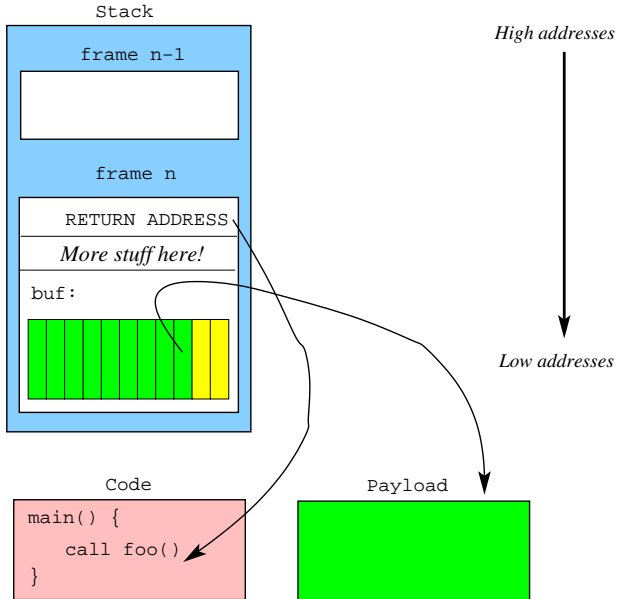 Stack
High addresses
frame n-1
frame n
RETURN ADDRESS
More stuff here!
buf:
Low addresses
Code
Payload
main() {
call foo()
}